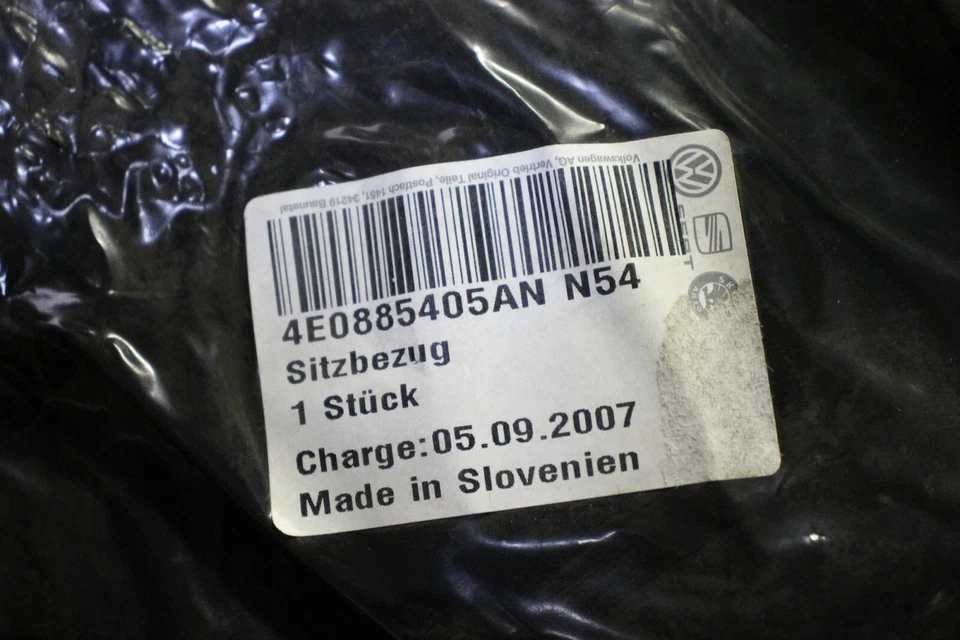 Volkswagen AG, Vertrieb Original Teile, Postfach 1451, 34219 Baunatal
4E0885405AN N54
Sitzbezug
1 Stück
Charge:05.09.2007
Made in Slovenien
SEAT